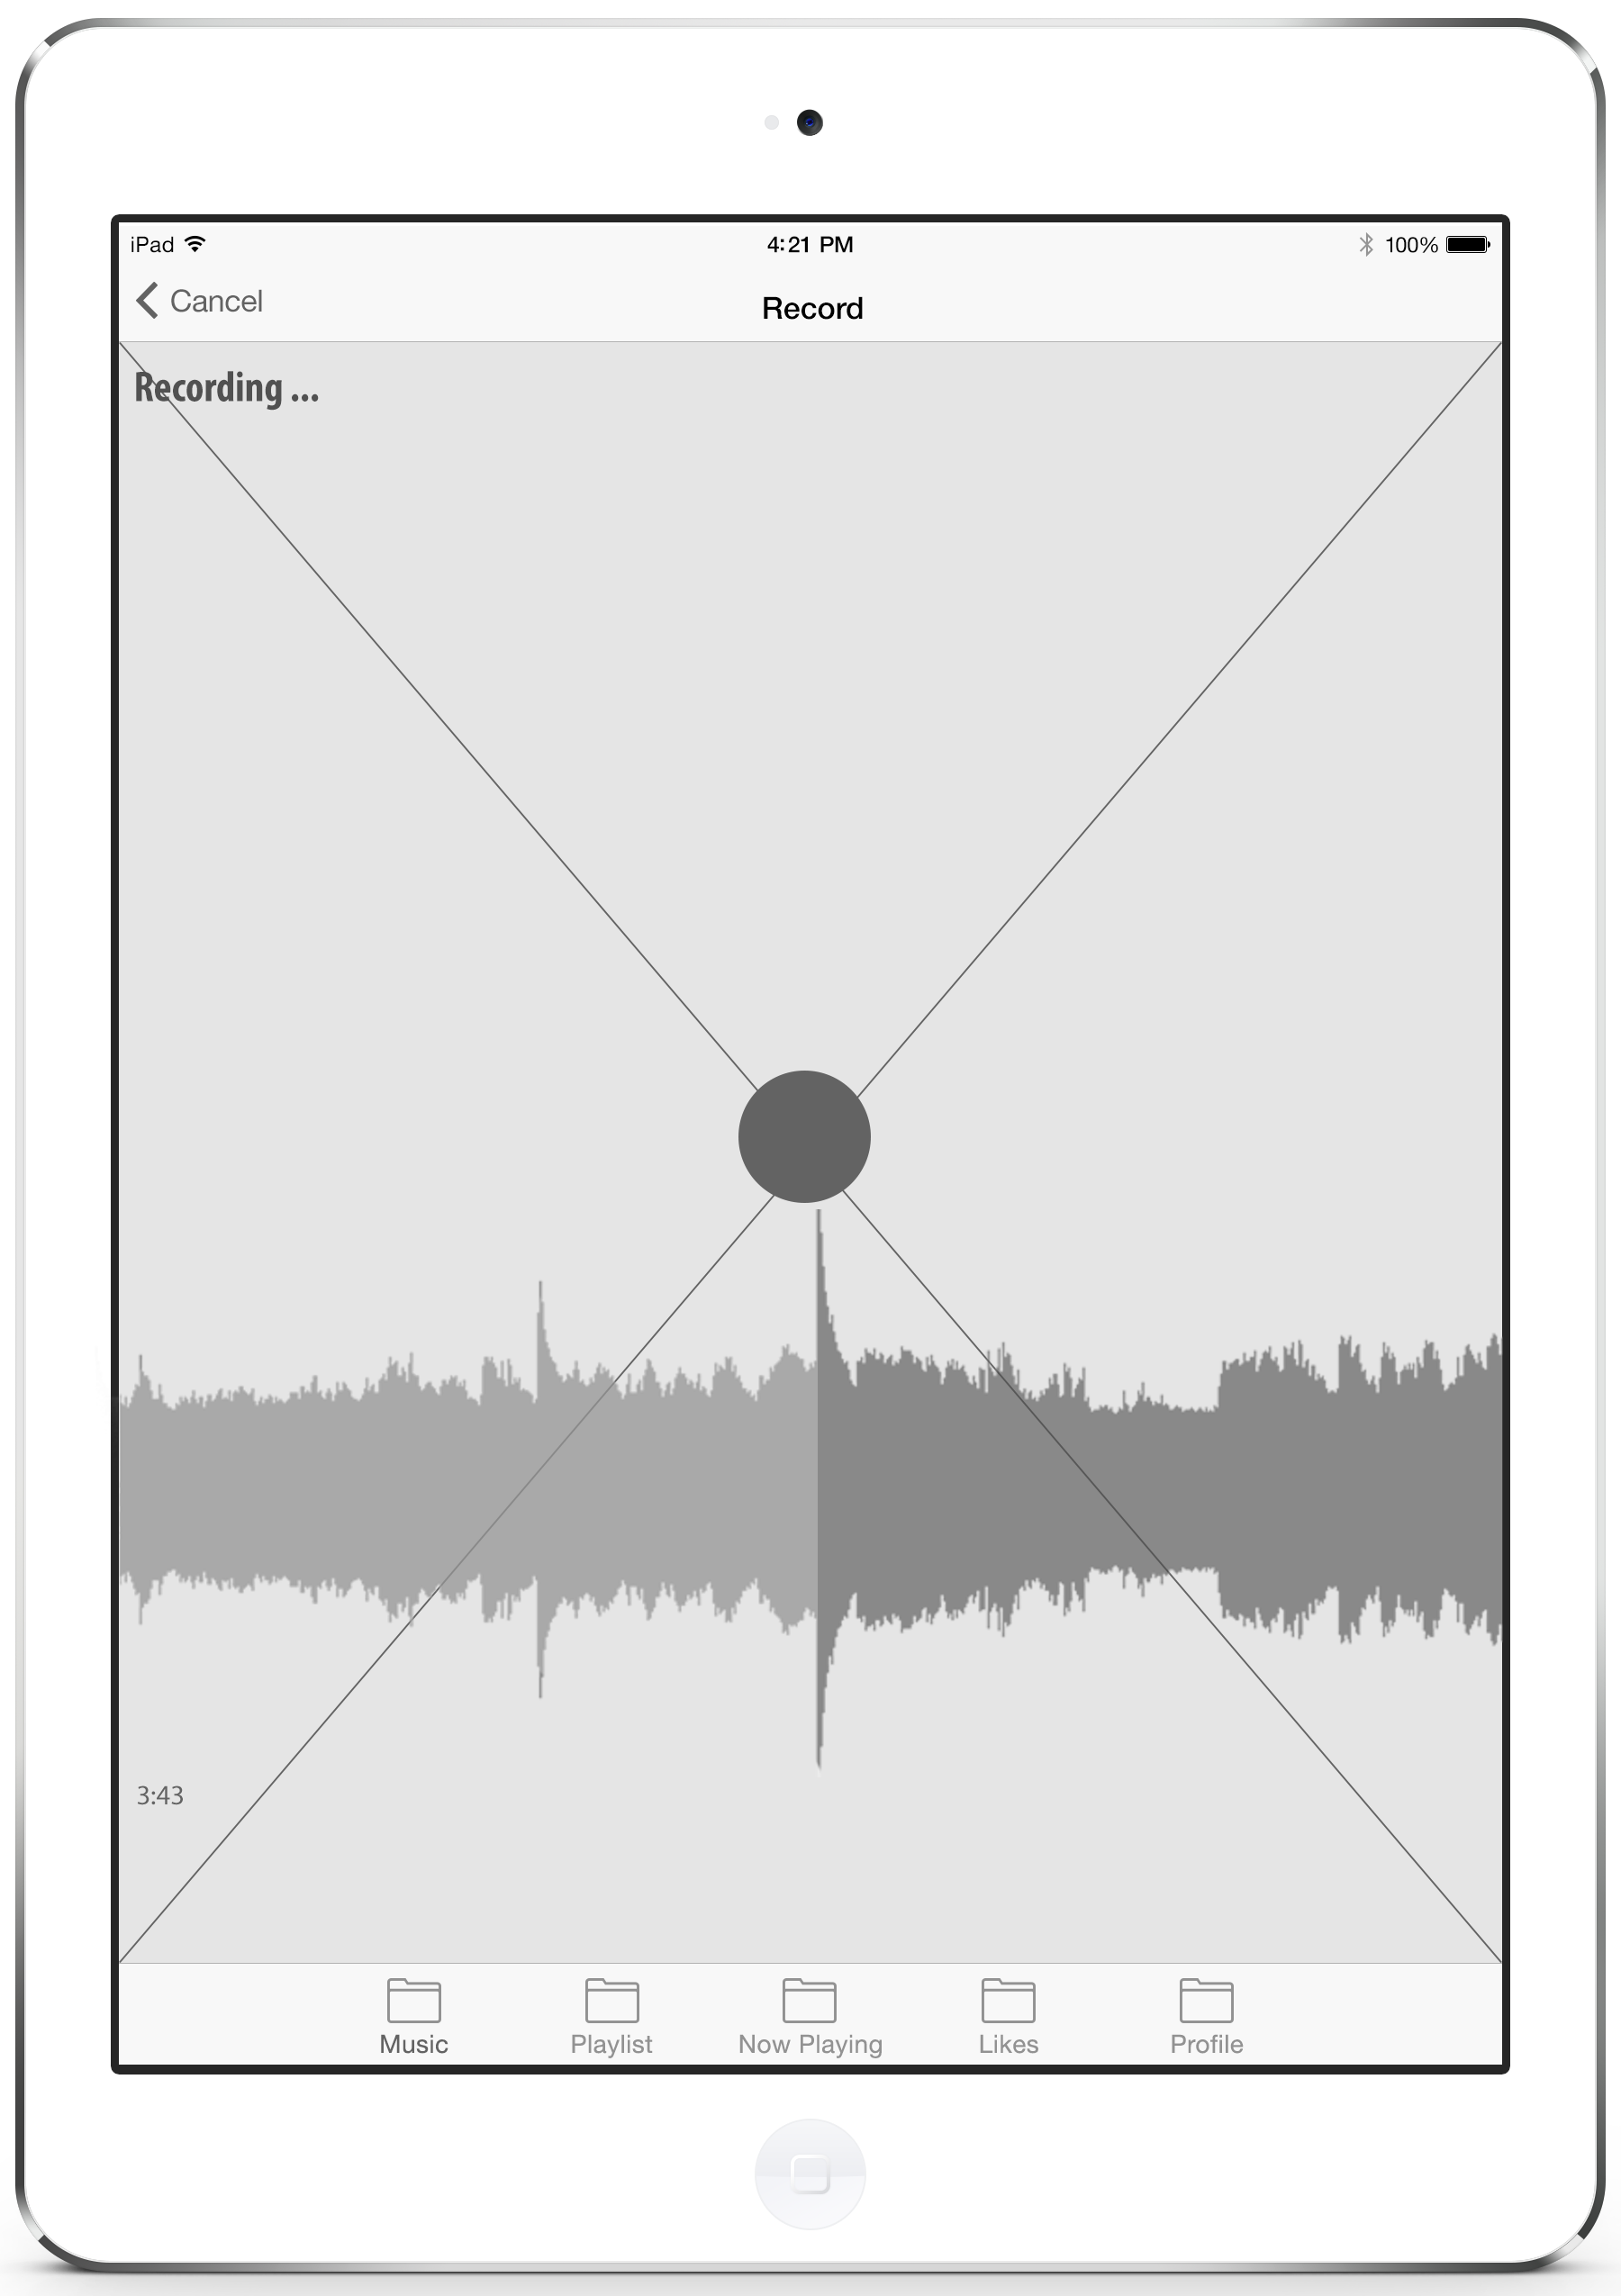 iPad 4:21 PM 100%
Cancel
Record
Recording ...
3:43
Music Playlist Now Playing Likes Profile